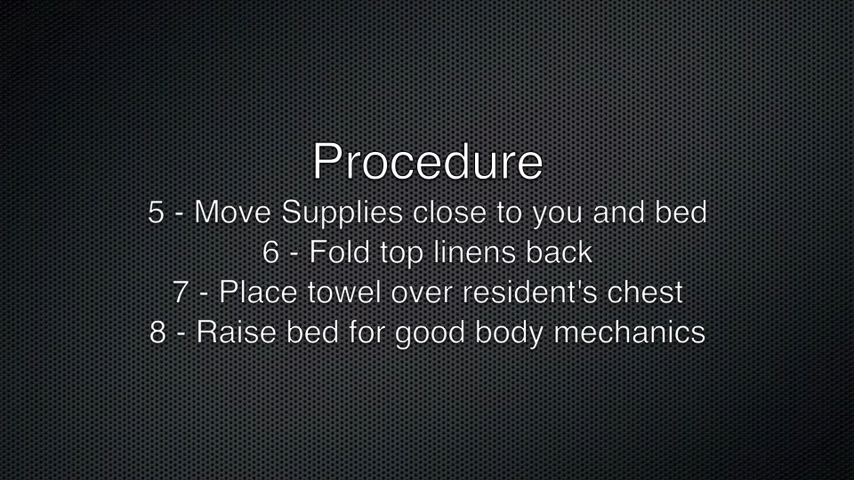 Procedure
5 - Move Supplies close to you and bed
6 - Fold top linens back
7 - Place towel over resident's chest
8 - Raise bed for good body mechanics